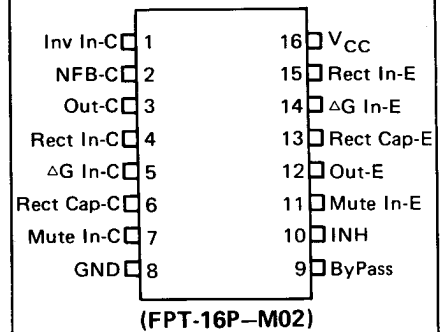 Inv In-C 1 16 VCC
NFB-C 2 15 Rect In-E
Out-C 3 14 △G In-E
Rect In-C 4 13 Rect Cap-E
△G In-C 5 12 Out-E
Rect Cap-C 6 11 Mute In-E
Mute In-C 7 10 INH
GND 8 9 ByPass
(FPT-16P—M02)